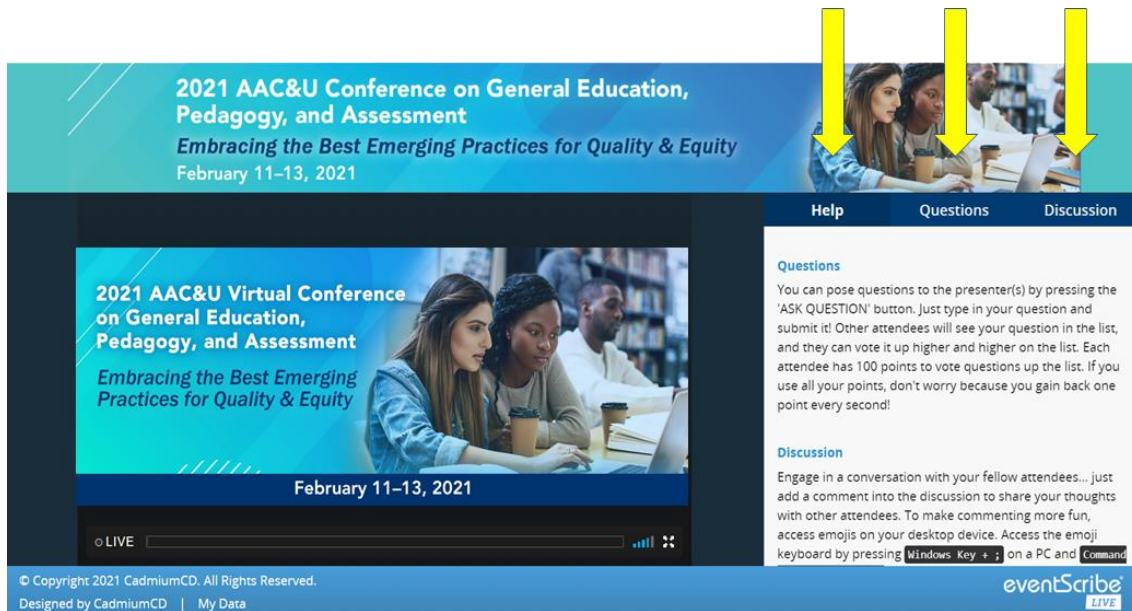 2021 AAC&U Conference on General Education,
Pedagogy, and Assessment
Embracing the Best Emerging Practices for Quality & Equity
February 11–13, 2021
Help
Questions
Discussion
2021 AAC&U Virtual Conference
on General Education,
Pedagogy, and Assessment
Embracing the Best Emerging
Practices for Quality & Equity
February 11–13, 2021
LIVE
Questions
You can pose questions to the presenter(s) by pressing the
'ASK QUESTION' button. Just type in your question and
submit it! Other attendees will see your question in the list,
and they can vote it up higher and higher on the list. Each
attendee has 100 points to vote questions up the list. If you
use all your points, don't worry because you gain back one
point every second!
Discussion
Engage in a conversation with your fellow attendees... just
add a comment into the discussion to share your thoughts
with other attendees. To make commenting more fun,
access emojis on your desktop device. Access the emoji
keyboard by pressing Windows Key + ; on a PC and Command
© Copyright 2021 CadmiumCD. All Rights Reserved.
Designed by CadmiumCD | My Data
eventScribe®
LIVE